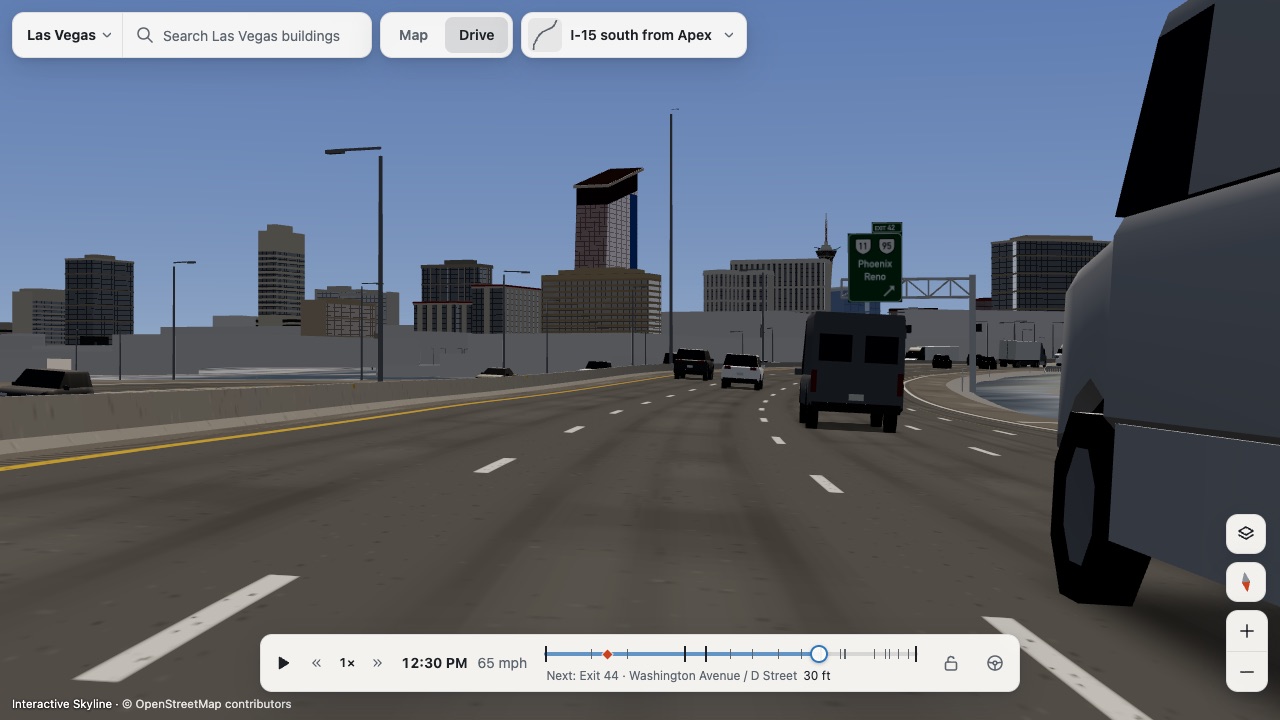 Las Vegas
Search Las Vegas buildings
Map
Drive
I-15 south from Apex
EXIT 42
11 95
Phoenix
Reno
1×
12:30 PM
65 mph
Next: Exit 44 · Washington Avenue / D Street 30 ft
Interactive Skyline · © OpenStreetMap contributors